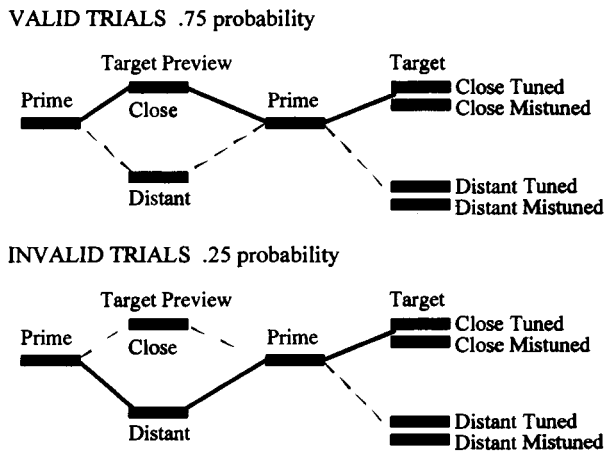 VALID TRIALS .75 probability
Target Preview
Target
Prime
Close
Prime
Close Tuned
Close Mistuned
Distant
Distant Tuned
Distant Mistuned
INVALID TRIALS .25 probability
Target Preview
Target
Prime
Close
Prime
Close Tuned
Close Mistuned
Distant
Distant Tuned
Distant Mistuned